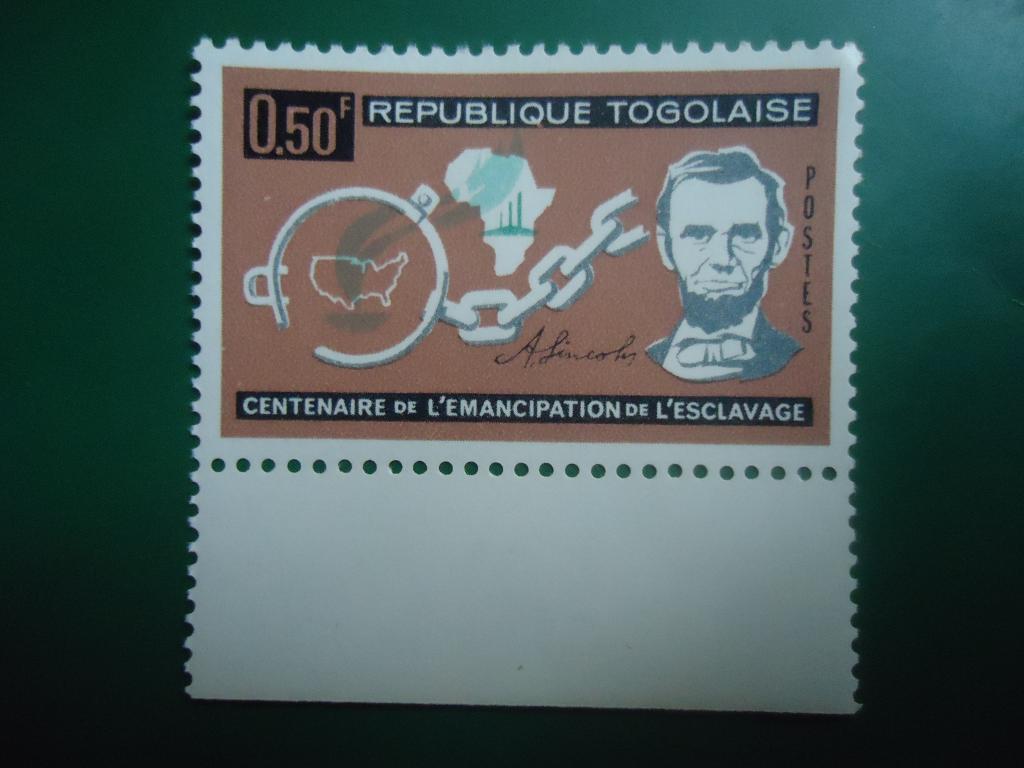 0.50F
REPUBLIQUE TOGOLAISE
POSTES
A. Lincoln
CENTENAIRE DE L'EMANCIPATION DE L'ESCLAVAGE